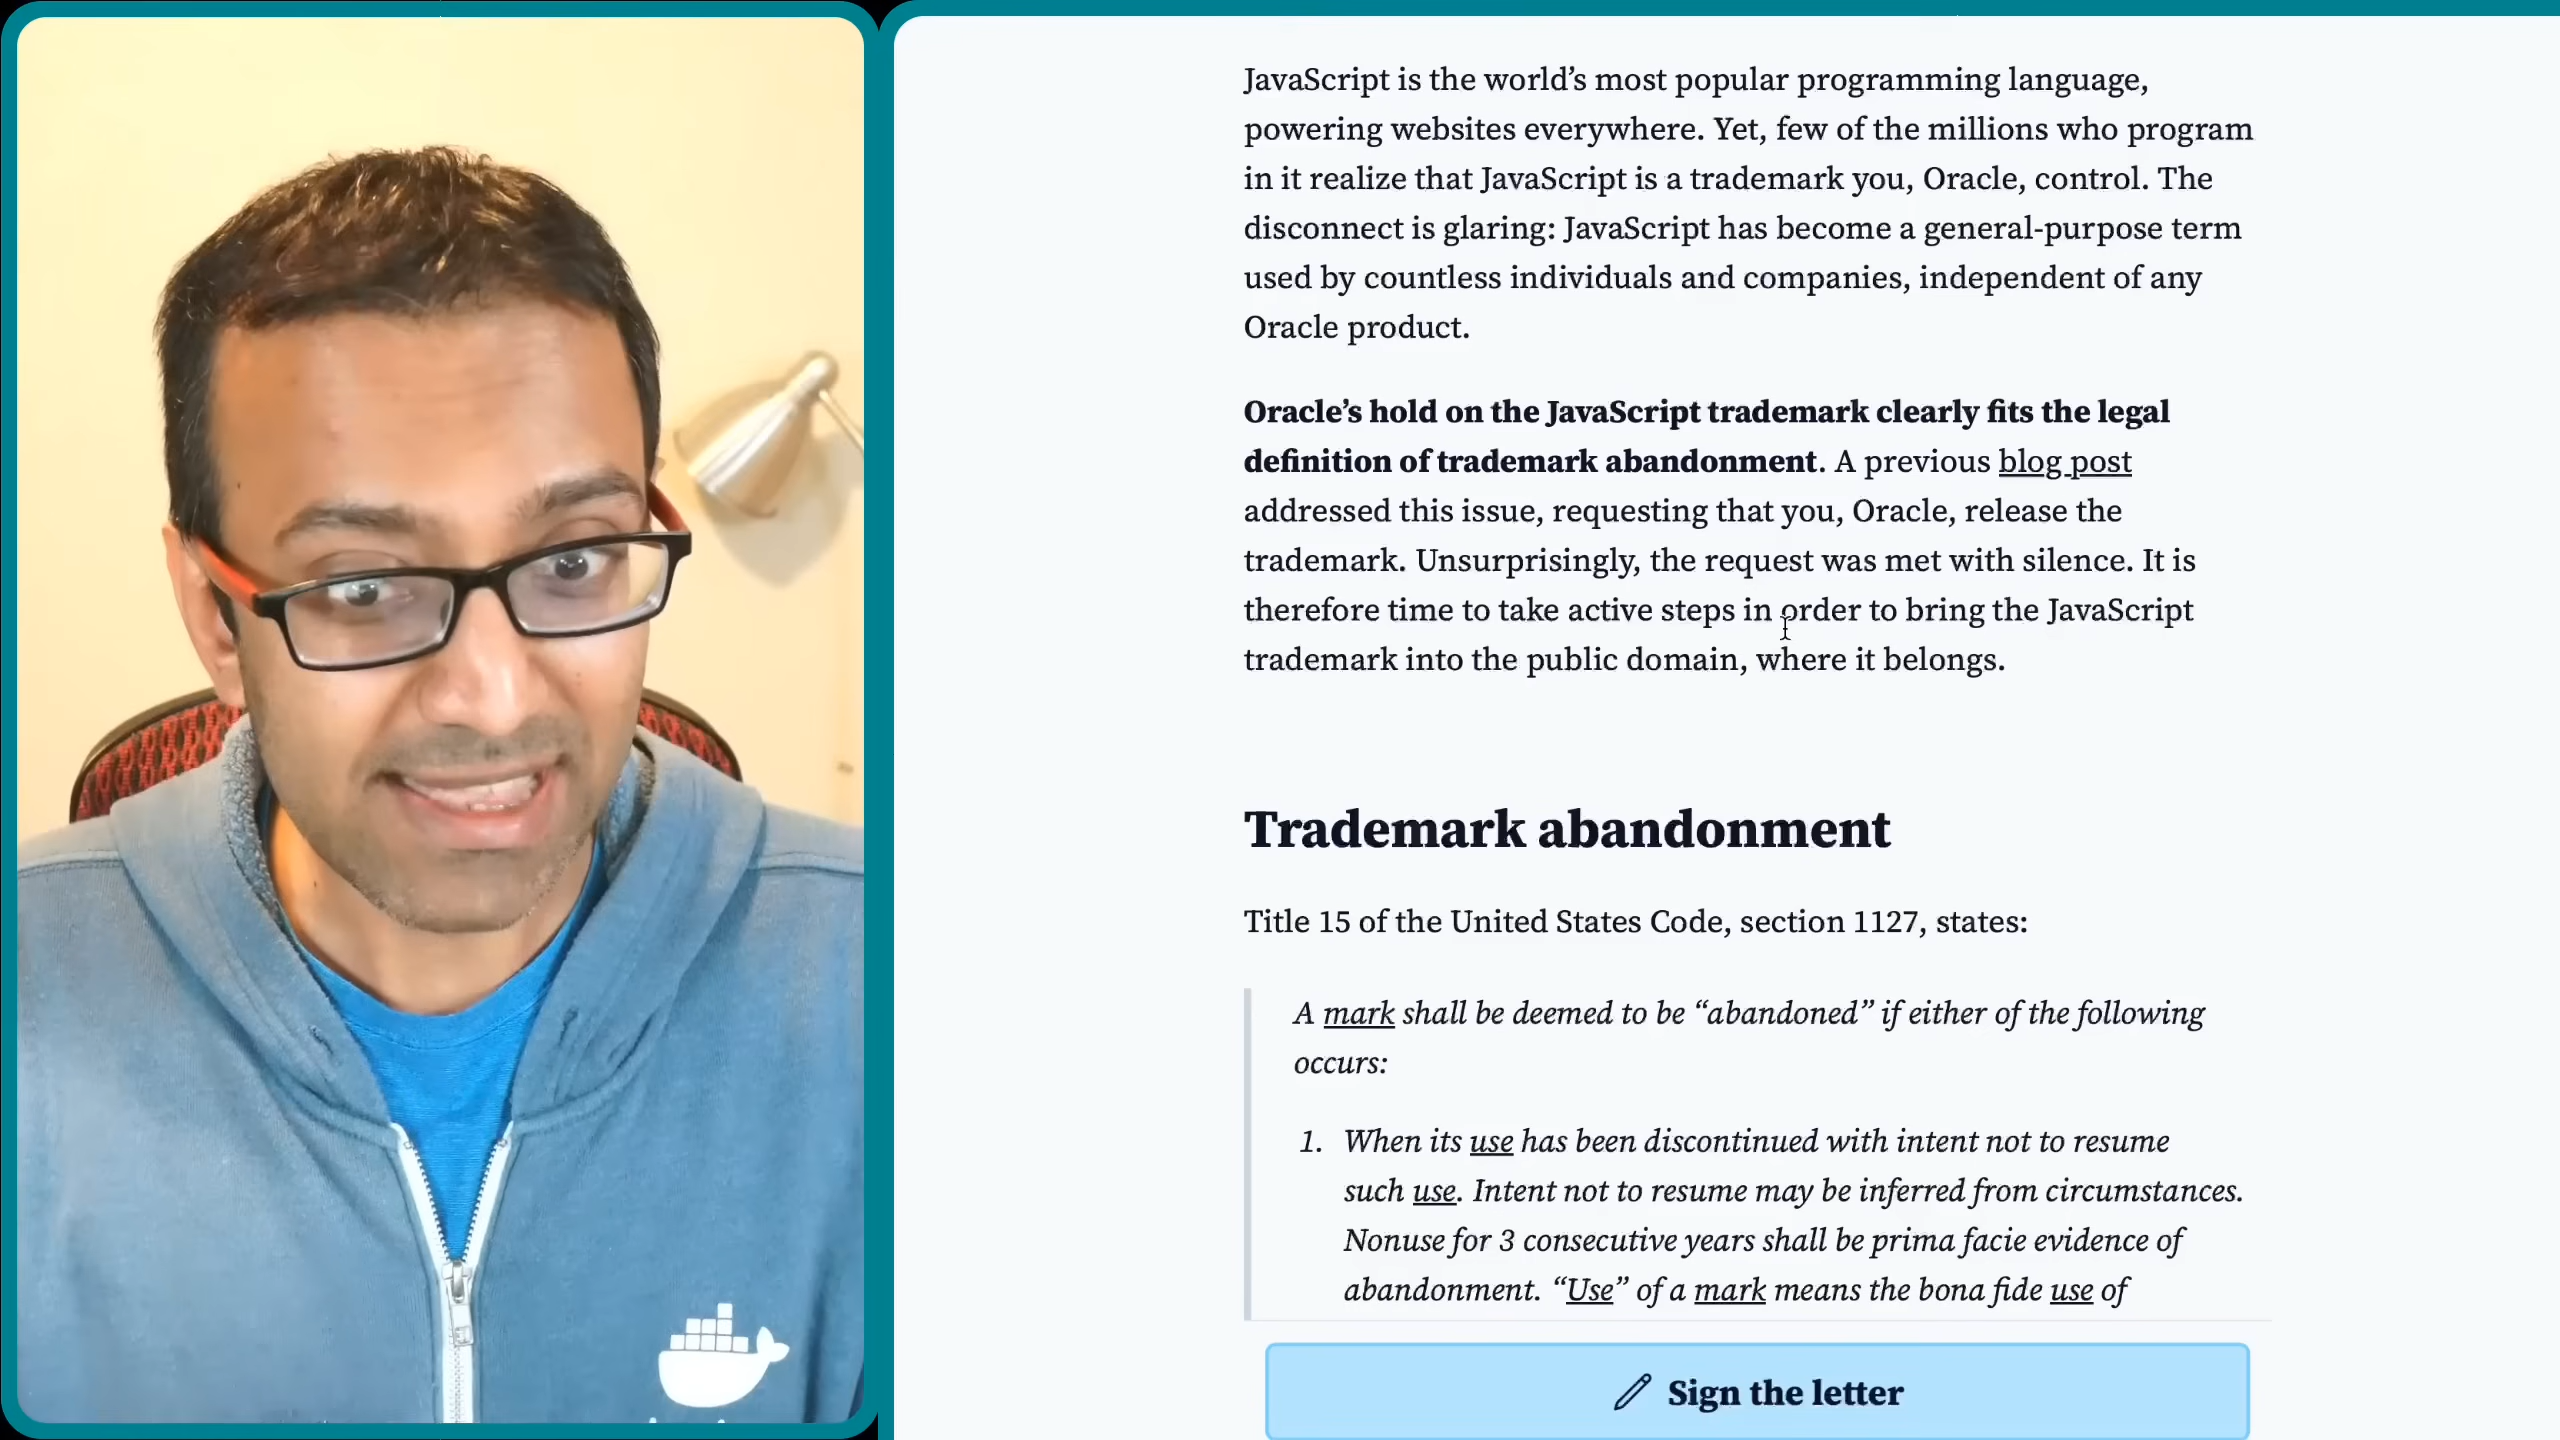 JavaScript is the world’s most popular programming language,
powering websites everywhere. Yet, few of the millions who program
in it realize that JavaScript is a trademark you, Oracle, control. The
disconnect is glaring: JavaScript has become a general-purpose term
used by countless individuals and companies, independent of any
Oracle product.
Oracle’s hold on the JavaScript trademark clearly fits the legal
definition of trademark abandonment. A previous blog post
addressed this issue, requesting that you, Oracle, release the
trademark. Unsurprisingly, the request was met with silence. It is
therefore time to take active steps in order to bring the JavaScript
trademark into the public domain, where it belongs.
Trademark abandonment
Title 15 of the United States Code, section 1127, states:
A mark shall be deemed to be “abandoned” if either of the following
occurs:
1. When its use has been discontinued with intent not to resume
such use. Intent not to resume may be inferred from circumstances.
Nonuse for 3 consecutive years shall be prima facie evidence of
abandonment. “Use” of a mark means the bona fide use of
Sign the letter